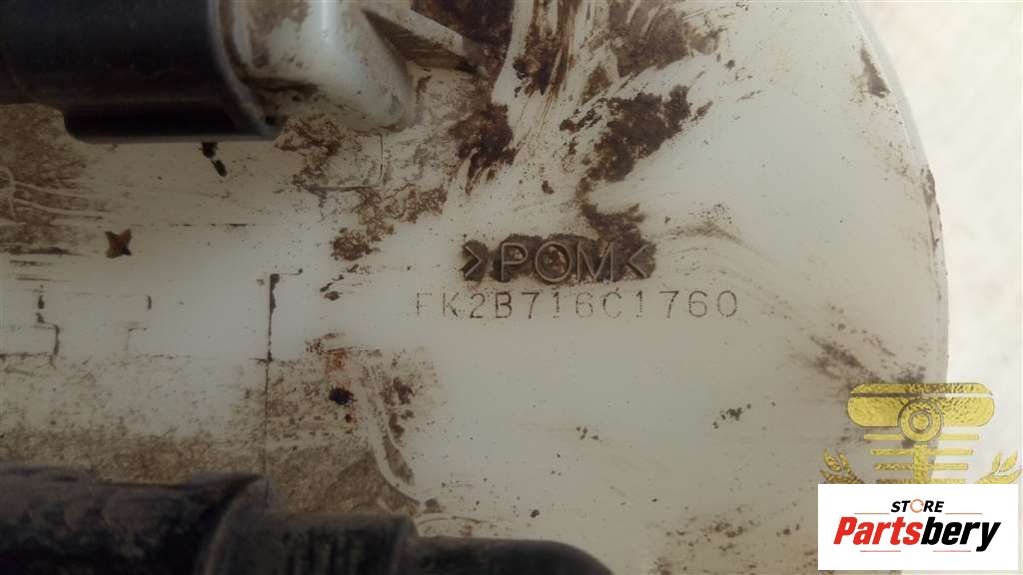 >POM<
FK2B716C1760
STORE
Partsbery